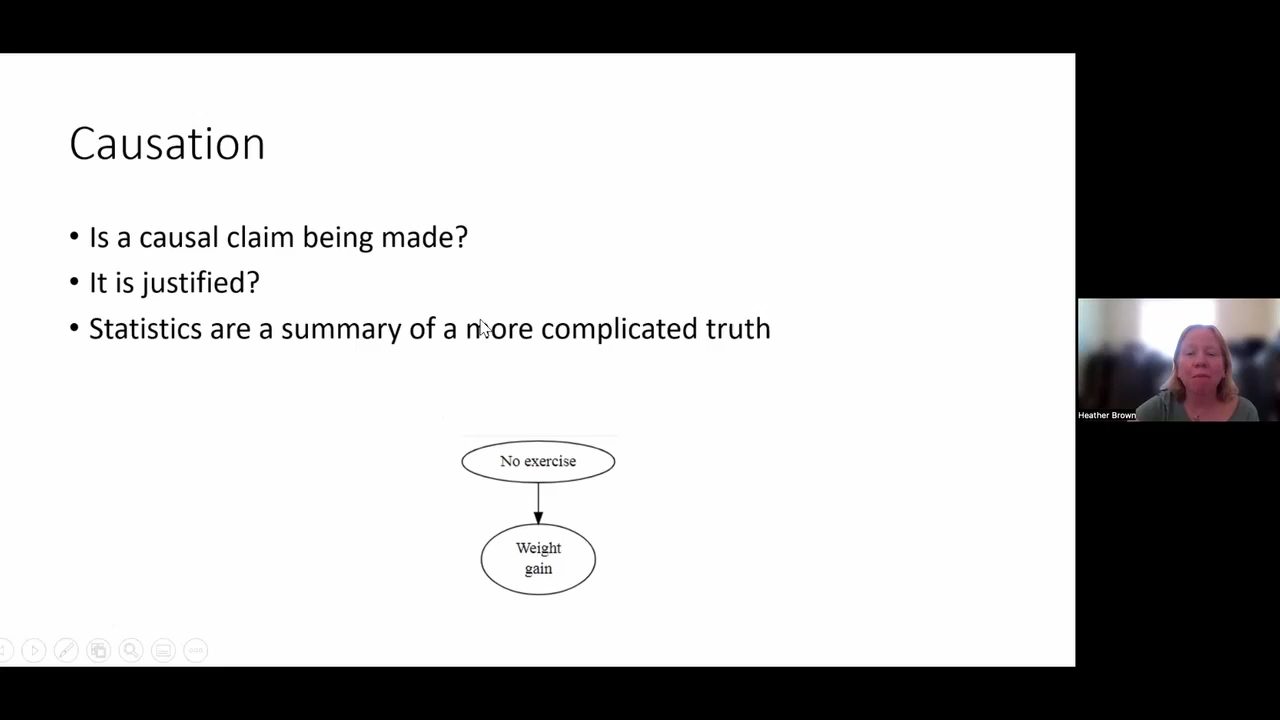 Causation
• Is a causal claim being made?
• It is justified?
• Statistics are a summary of a more complicated truth
No exercise
Weight
gain
Heather Brown